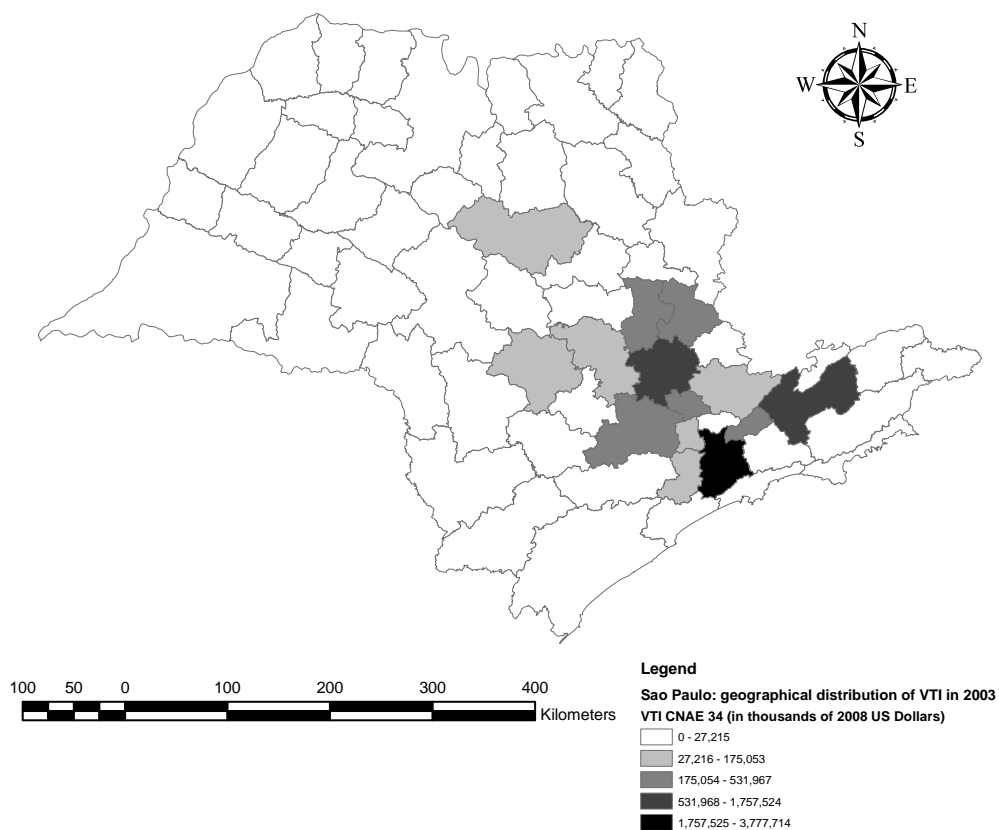 N
W E
S
100 50 0 100 200 300 400
Kilometers
Legend
Sao Paulo: geographical distribution of VTI in 2003
VTI CNAE 34 (in thousands of 2008 US Dollars)
0 - 27,215
27,216 - 175,053
175,054 - 531,967
531,968 - 1,757,524
1,757,525 - 3,777,714